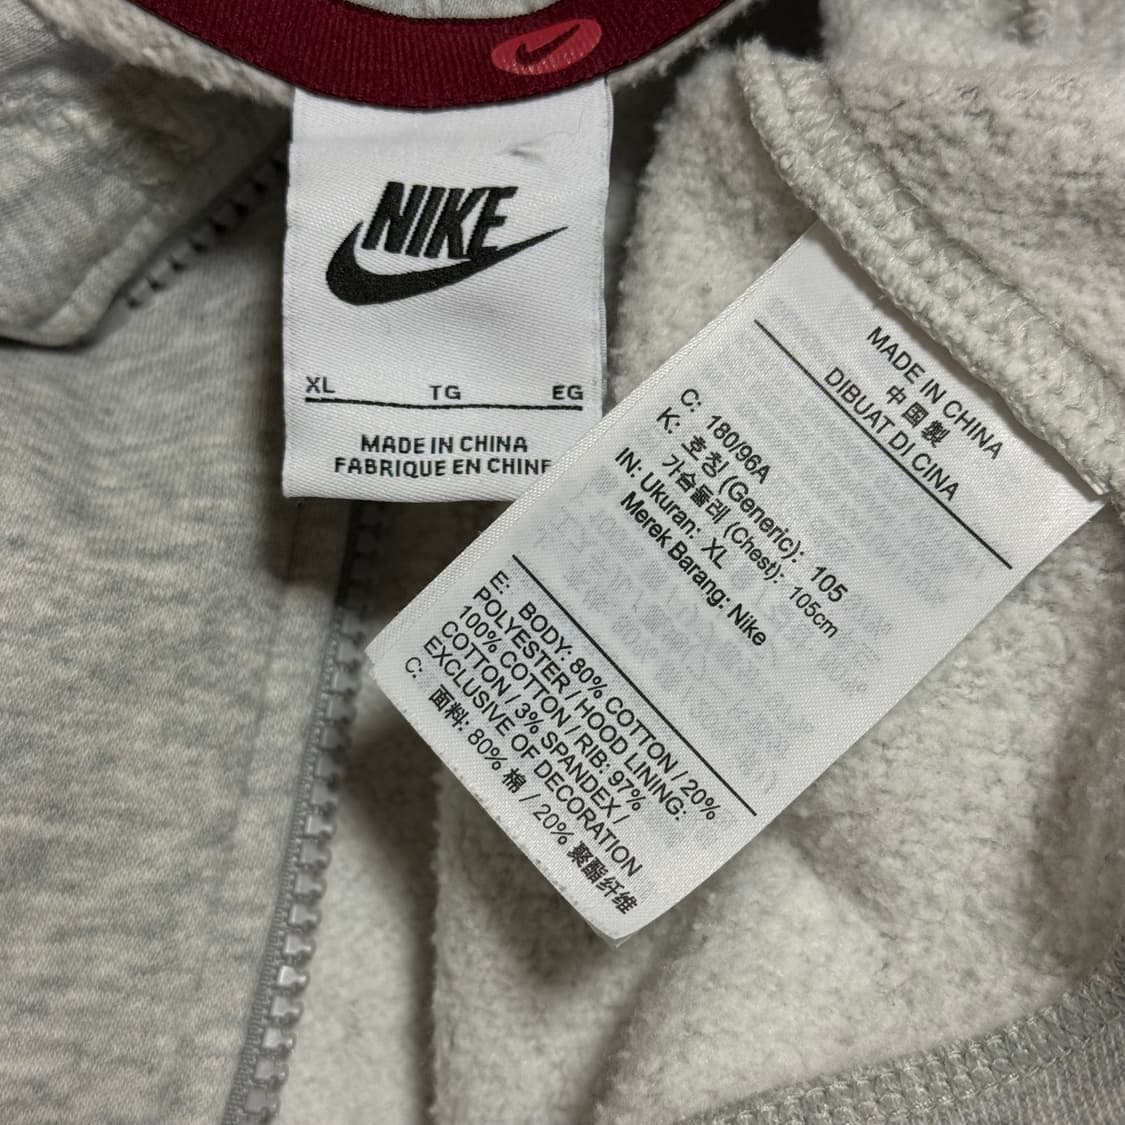 NIKE
XL TG EG
MADE IN CHINA
FABRIQUE EN CHINE
MADE IN CHINA
中國製
DIBUAT DI CINA
C: 180/96A
K: 호칭 (Generic): 105
가슴둘레 (Chest): 105cm
IN: Ukuran: XL
Merek Barang: Nike
E: BODY: 80% COTTON / 20%
POLYESTER / HOOD LINING:
100% COTTON / RIB: 97%
COTTON / 3% SPANDEX /
EXCLUSIVE OF DECORATION
C: 面料: 80% 棉 / 20% 聚酯纤维